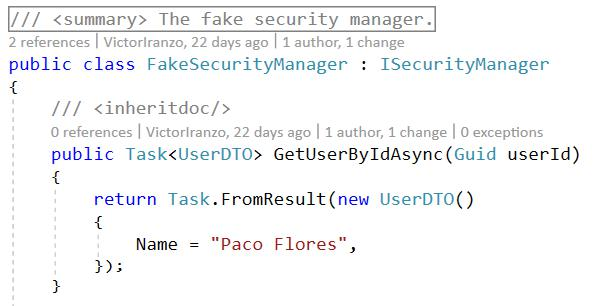 /// <summary> The fake security manager.
2 references | VictorIranzo, 22 days ago | 1 author, 1 change
public class FakeSecurityManager : ISecurityManager
{
/// <inheritdoc/>
0 references | VictorIranzo, 22 days ago | 1 author, 1 change | 0 exceptions
public Task<UserDTO> GetUserByIdAsync(Guid userId)
{
return Task.FromResult(new UserDTO()
{
Name = "Paco Flores",
});
}